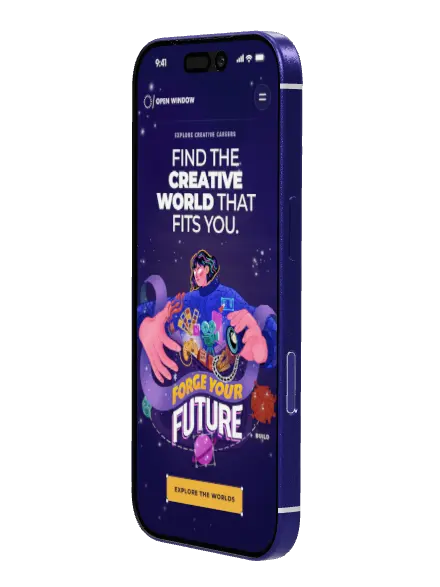 9:41
OPEN WINDOW
EXPLORE CREATIVE CAREERS
FIND THE
CREATIVE
WORLD THAT
FITS YOU.
FORGE YOUR
FUTURE
BUILD
EXPLORE THE WORLDS